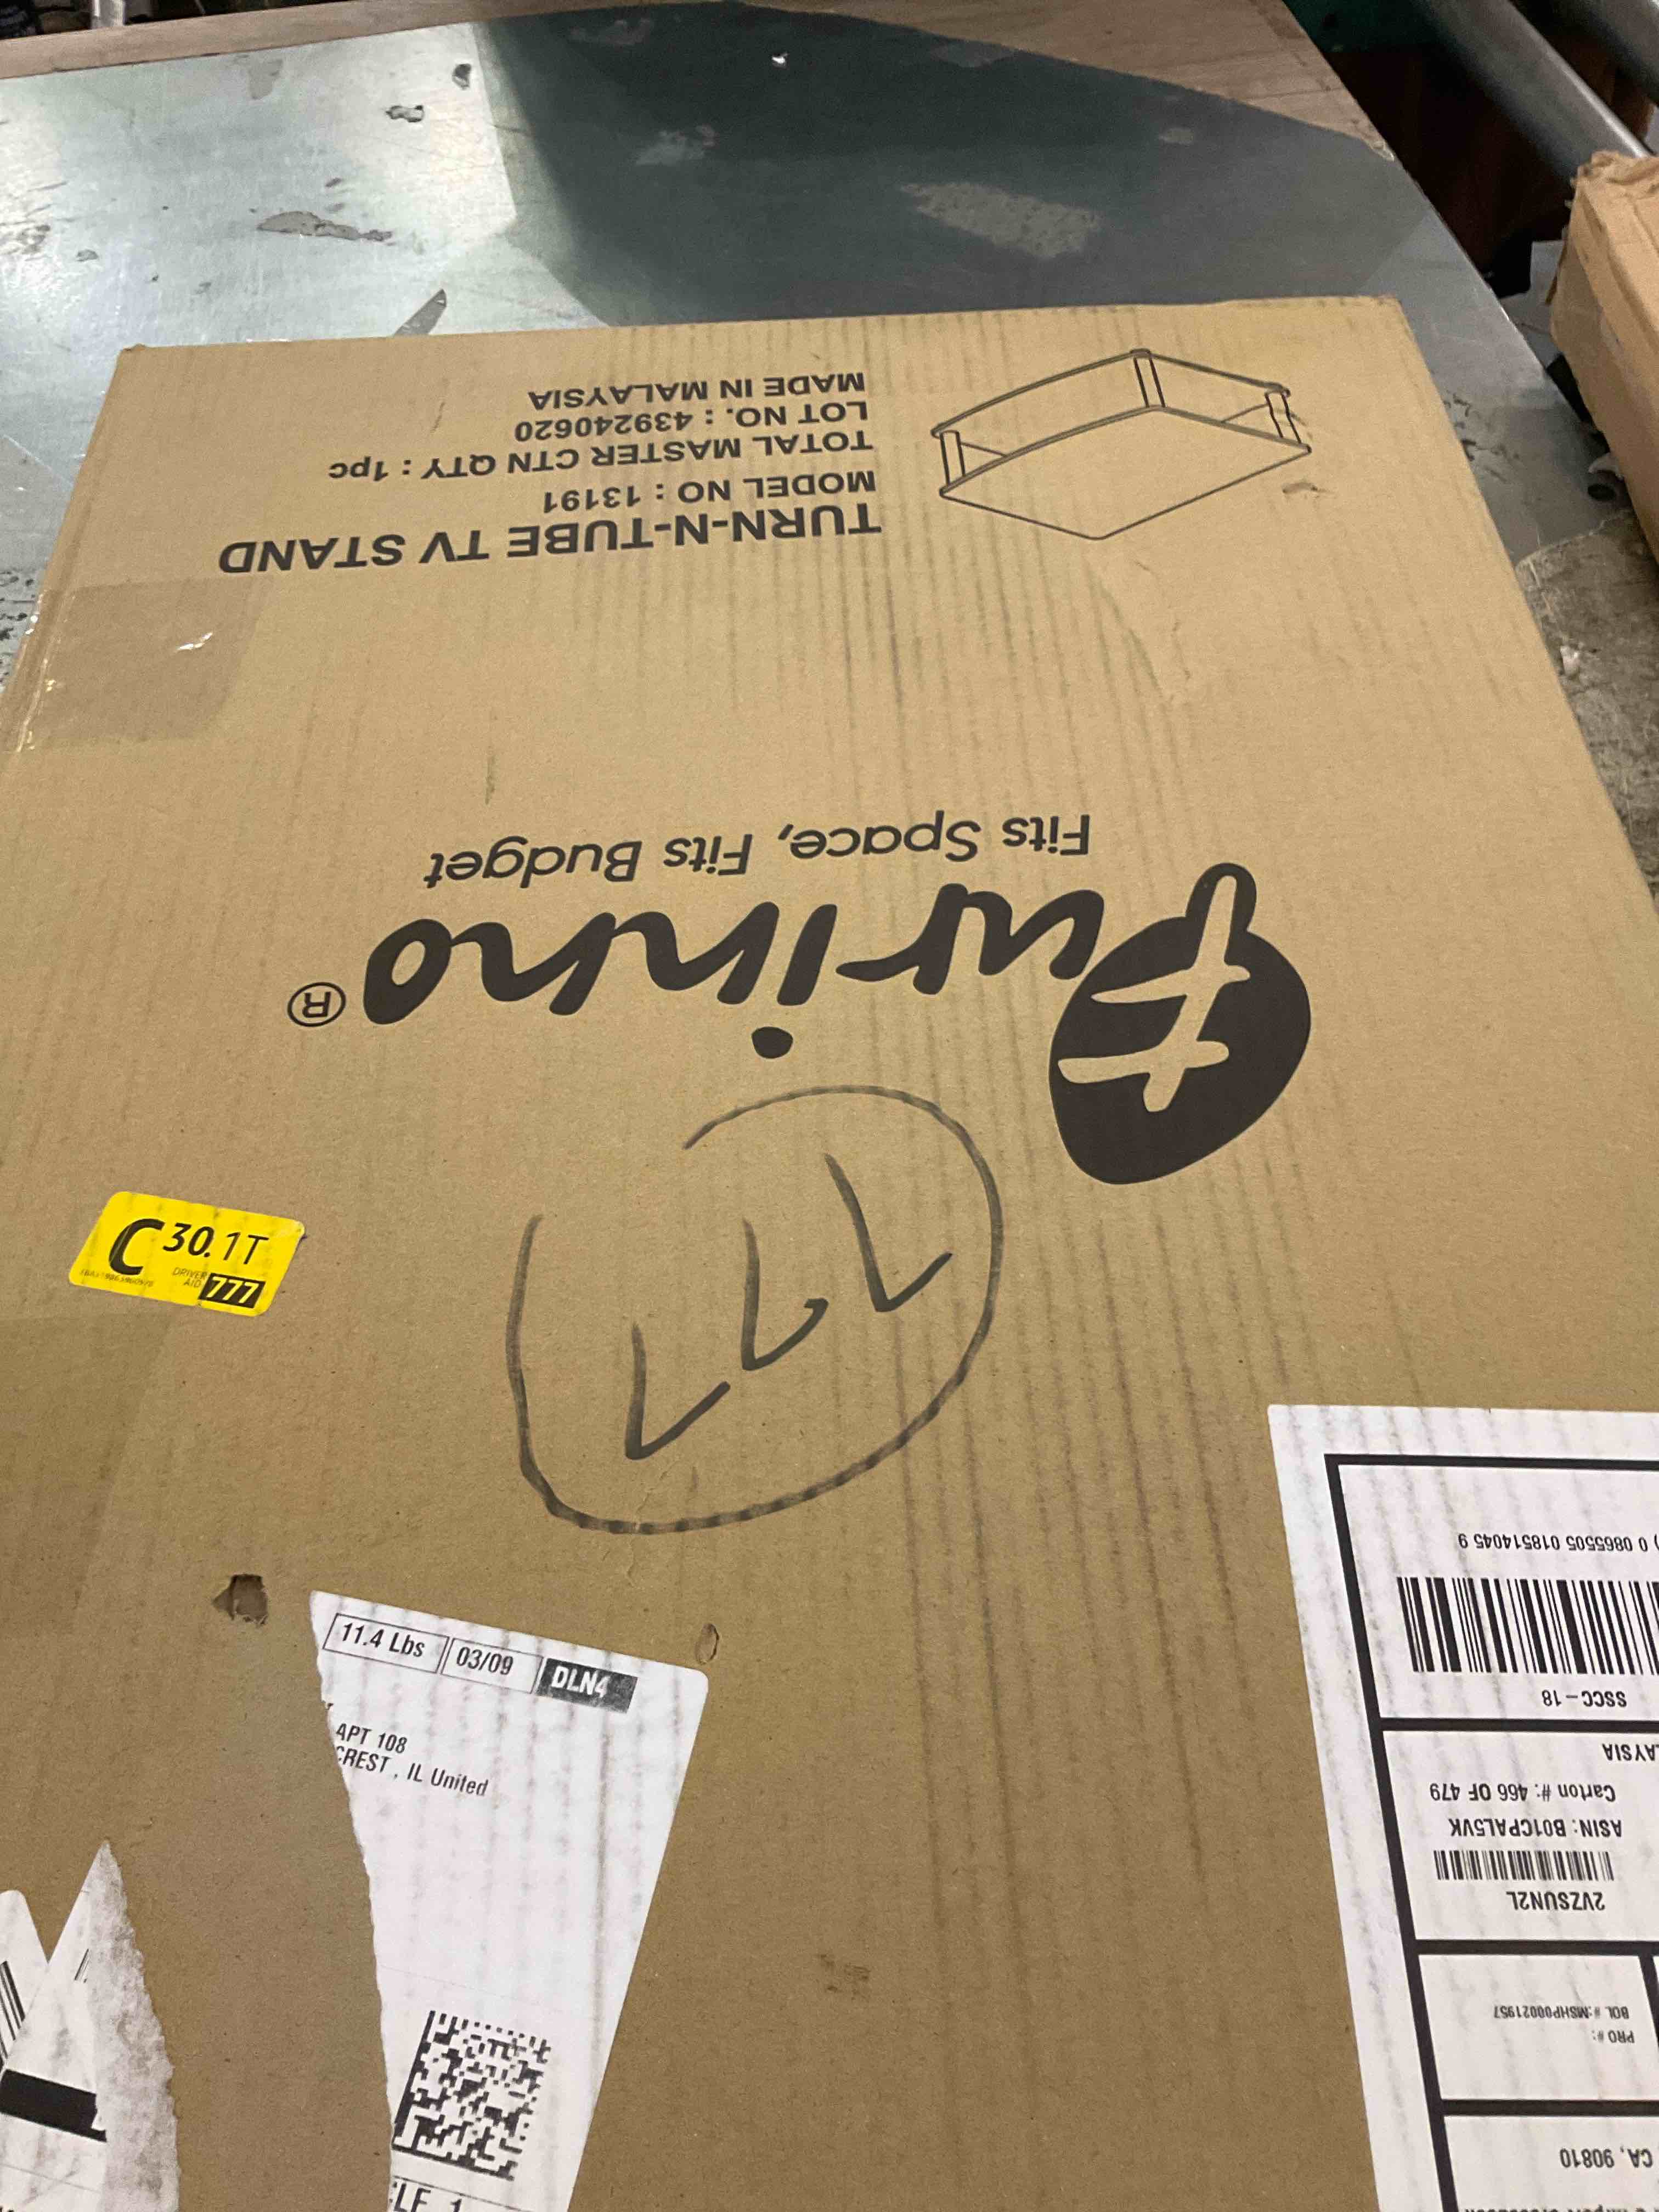 TURN-N-TUBE TV STAND
MODEL NO : 13191
TOTAL MASTER CTN QTY : 1pc
LOT NO. : 439240620
MADE IN MALAYSIA
Furinno®
Fits Space, Fits Budget
777
C 30.1T
DRIVER
AID 777
11.4 Lbs 03/09 DLN4
APT 108
CREST , IL United
CA, 90810
PRO #:
BOL #:MSHP00021957
2VZSUN2L
ASIN: B01CPAL5VK
Carton #: 466 OF 479
LAYSIA
SSCC-18
) 0 0865505 018514045 9